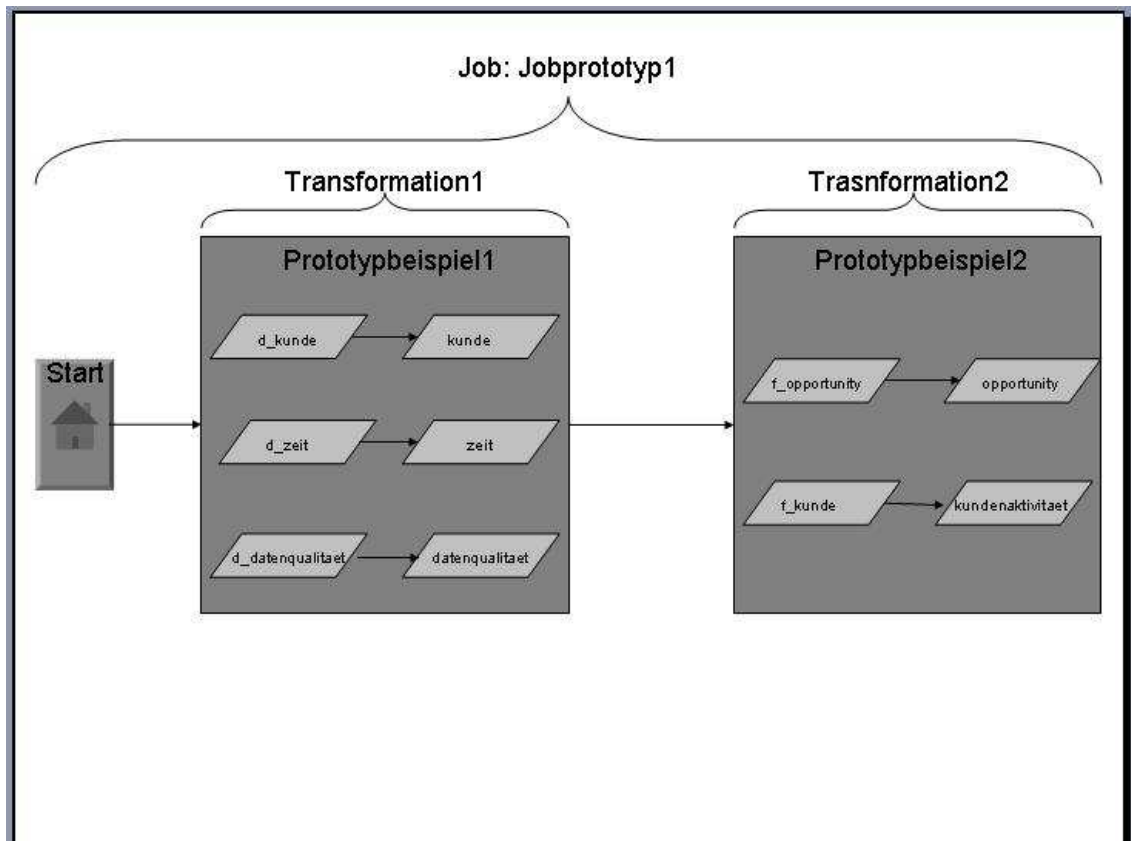 Job: Jobprototyp1
Transformation1
Trasnformation2
Prototypbeispiel1
Prototypbeispiel2
d_kunde
kunde
Start
f_opportunity
opportunity
d_zeit
zeit
f_kunde
kundenaktivitaet
d_datenqualitaet
datenqualitaet